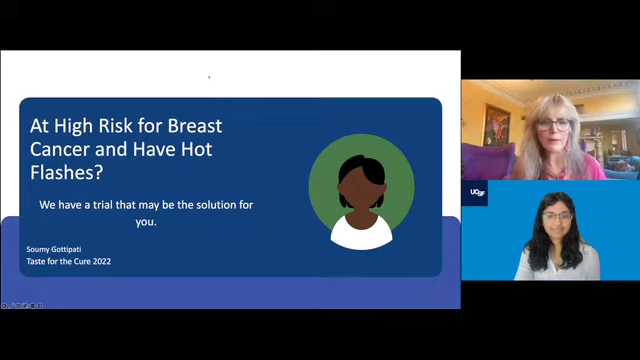 At High Risk for Breast
Cancer and Have Hot
Flashes?
We have a trial that may be the solution for
you.
Soumy Gottipati
Taste for the Cure 2022
UCSF